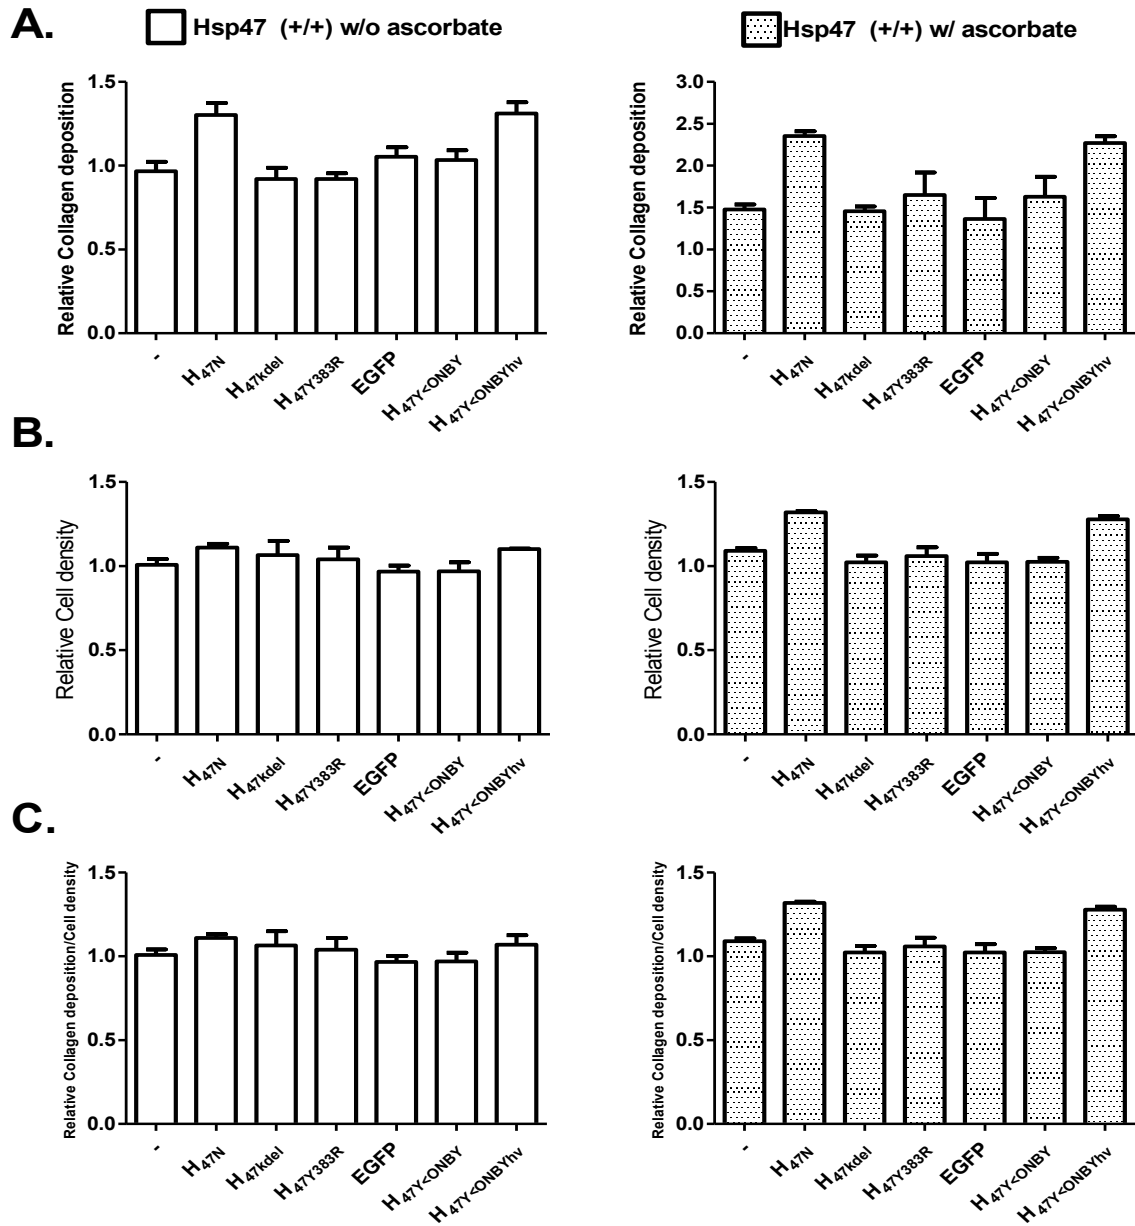 A.
Hsp47 (+/+) w/o ascorbate
Hsp47 (+/+) w/ ascorbate
Relative Collagen deposition
1.5
1.0
0.5
0.0
- H47N H47kdel H47Y383R EGFP H47Y<ONBY H47Y<ONBYhv
Relative Collagen deposition
3.0
2.5
2.0
1.5
1.0
0.5
0.0
- H47N H47kdel H47Y383R EGFP H47Y<ONBY H47Y<ONBYhv
B.
Relative Cell density
1.5
1.0
0.5
0.0
- H47N H47kdel H47Y383R EGFP H47Y<ONBY H47Y<ONBYhv
Relative Cell density
1.5
1.0
0.5
0.0
- H47N H47kdel H47Y383R EGFP H47Y<ONBY H47Y<ONBYhv
C.
Relative Collagen deposition/Cell density
1.5
1.0
0.5
0.0
- H47N H47kdel H47Y383R EGFP H47Y<ONBY H47Y<ONBYhv
Relative Collagen deposition/Cell density
1.5
1.0
0.5
0.0
- H47N H47kdel H47Y383R EGFP H47Y<ONBY H47Y<ONBYhv